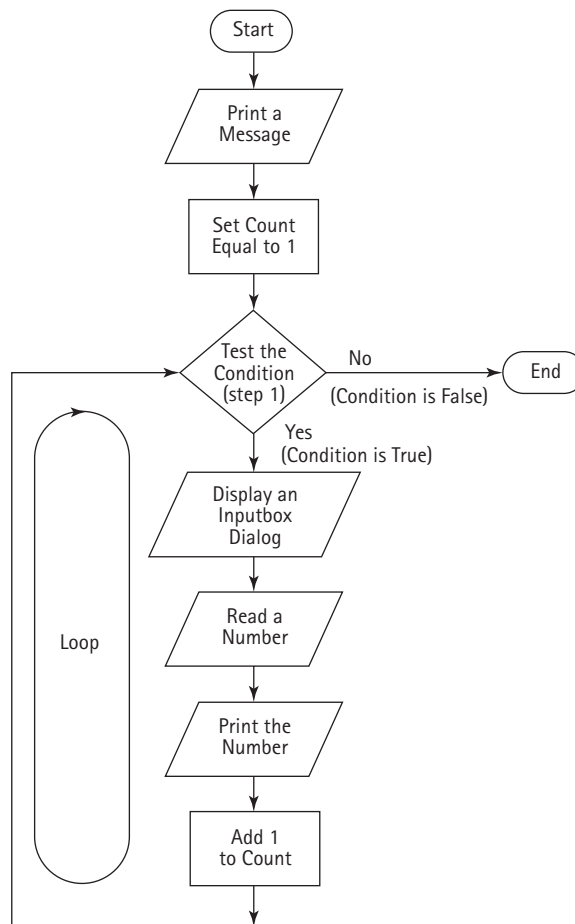 Start
Print a
Message
Set Count
Equal to 1
Test the
Condition
(step 1)
No
(Condition is False)
End
Yes
(Condition is True)
Display an
Inputbox
Dialog
Read a
Number
Loop
Print the
Number
Add 1
to Count